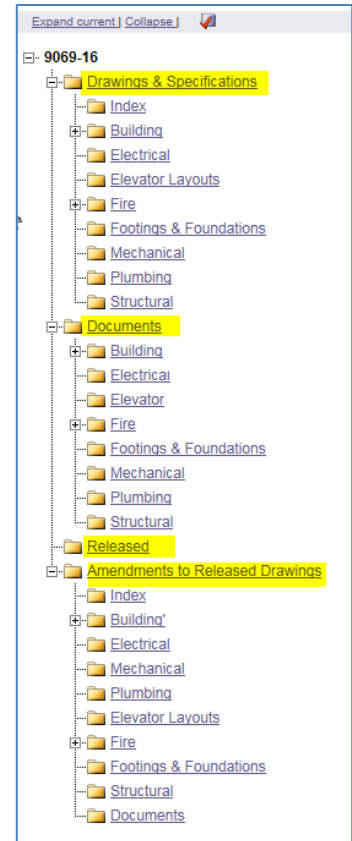 Expand current | Collapse |
9069-16
Drawings & Specifications
Index
Building
Electrical
Elevator Layouts
Fire
Footings & Foundations
Mechanical
Plumbing
Structural
Documents
Building
Electrical
Elevator
Fire
Footings & Foundations
Mechanical
Plumbing
Structural
Released
Amendments to Released Drawings
Index
Building'
Electrical
Mechanical
Plumbing
Elevator Layouts
Fire
Footings & Foundations
Structural
Documents